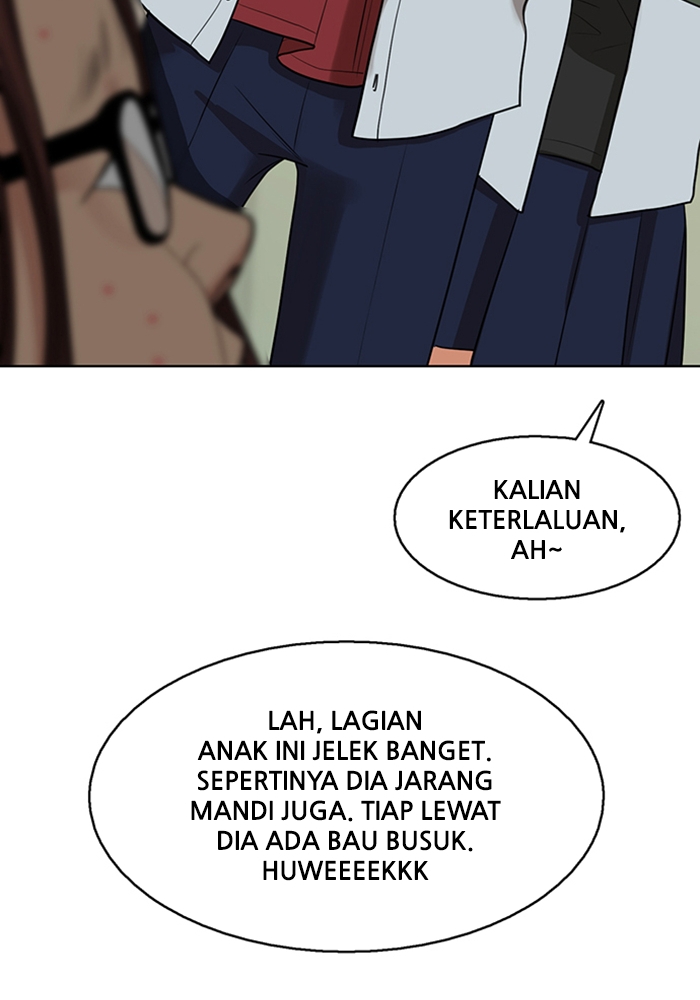 KALIAN
KETERLALUAN,
AH~
LAH, LAGIAN
ANAK INI JELEK BANGET.
SEPERTINYA DIA JARANG
MANDI JUGA. TIAP LEWAT
DIA ADA BAU BUSUK.
HUWEEEEKKK